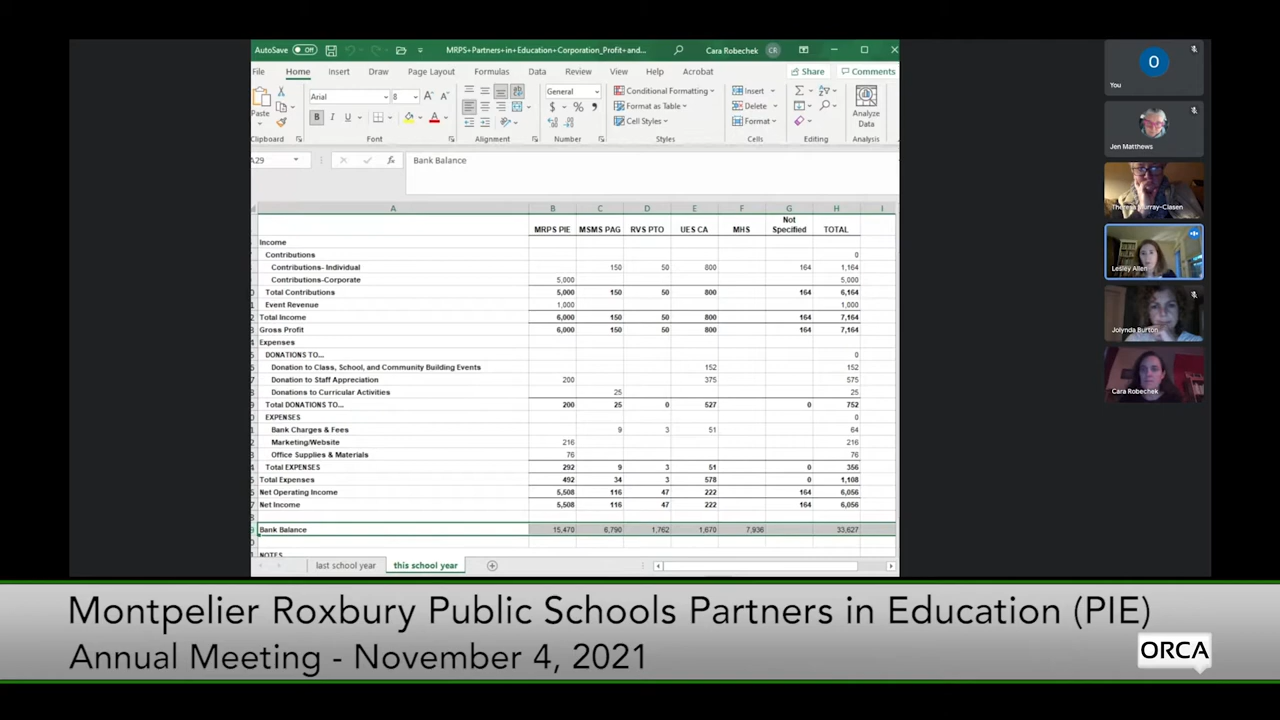 AutoSave Off MRPS+Partners+in+Education+Corporation_Profit+and... Cara Robechek CR
File Home Insert Draw Page Layout Formulas Data Review View Help Acrobat Share Comments
Arial 8 General Conditional Formatting Insert
Paste B I U $ % Format as Table Delete Analyze Data
Cell Styles Format
Clipboard Font Alignment Number Styles Cells Editing Analysis
A29 fx Bank Balance
A B C D E F G H I
MRPS PIE MSMS PAG RVS PTO UES CA MHS Not Specified TOTAL
Income
Contributions 0
Contributions- Individual 150 50 800 164 1,164
Contributions-Corporate 5,000 5,000
Total Contributions 5,000 150 50 800 164 6,164
Event Revenue 1,000 1,000
Total Income 6,000 150 50 800 164 7,164
Gross Profit 6,000 150 50 800 164 7,164
Expenses
DONATIONS TO... 0
Donation to Class, School, and Community Building Events 152 152
Donation to Staff Appreciation 200 375 575
Donations to Curricular Activities 25 25
Total DONATIONS TO... 200 25 0 527 0 752
EXPENSES 0
Bank Charges & Fees 9 3 51 64
Marketing/Website 216 216
Office Supplies & Materials 76 76
Total EXPENSES 292 9 3 51 0 356
Total Expenses 492 34 3 578 0 1,108
Net Operating Income 5,508 116 47 222 164 6,056
Net Income 5,508 116 47 222 164 6,056
Bank Balance 15,470 6,790 1,762 1,670 7,936 33,627
NOTES
last school year this school year
O
You
Jen Matthews
Theresa Murray-Clasen
Lesley Allen
Jolynda Burton
Cara Robechek
Montpelier Roxbury Public Schools Partners in Education (PIE)
Annual Meeting - November 4, 2021
ORCA